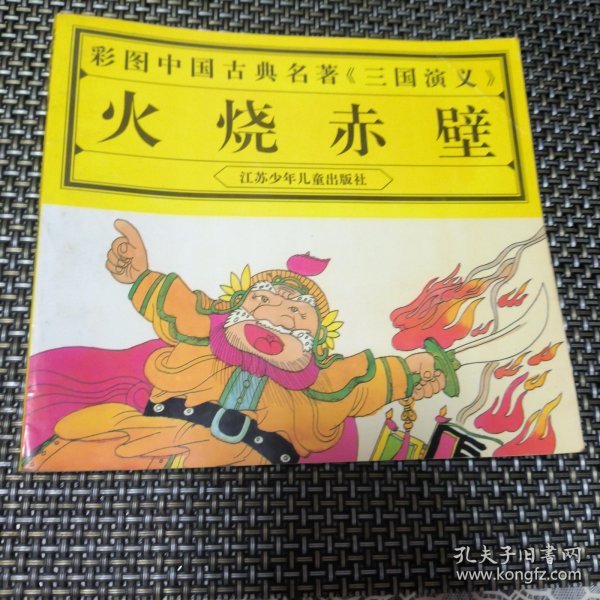 彩图中国古典名著《三国演义》
火烧赤壁
江苏少年儿童出版社
孔夫子旧书网
www.kongfz.com